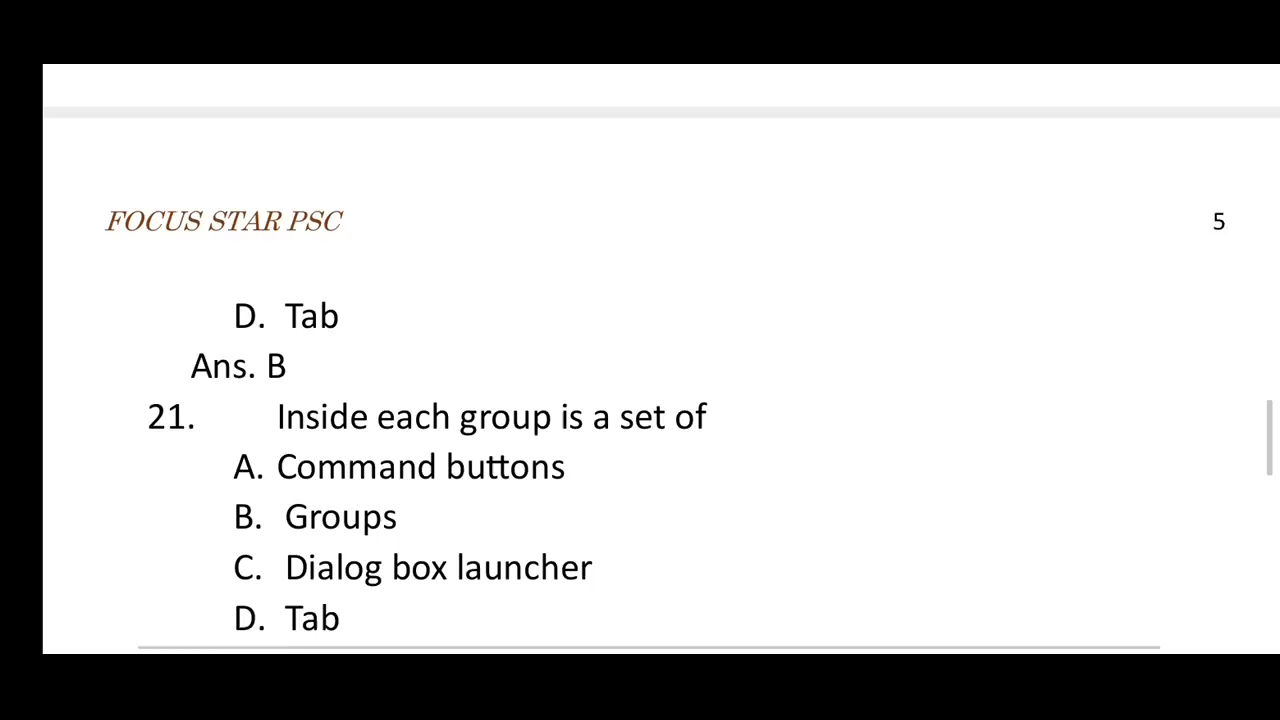 FOCUS STAR PSC 5
D. Tab
Ans. B
21. Inside each group is a set of
A. Command buttons
B. Groups
C. Dialog box launcher
D. Tab